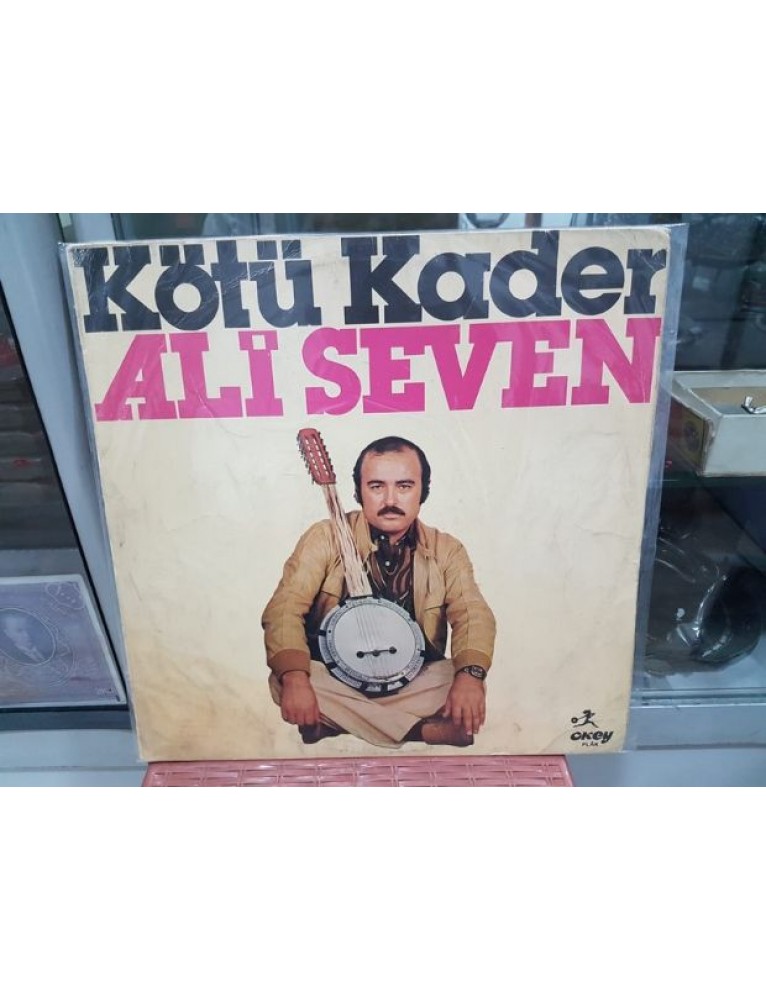 Kötü Kader
ALİ SEVEN
OKEY
PLAK